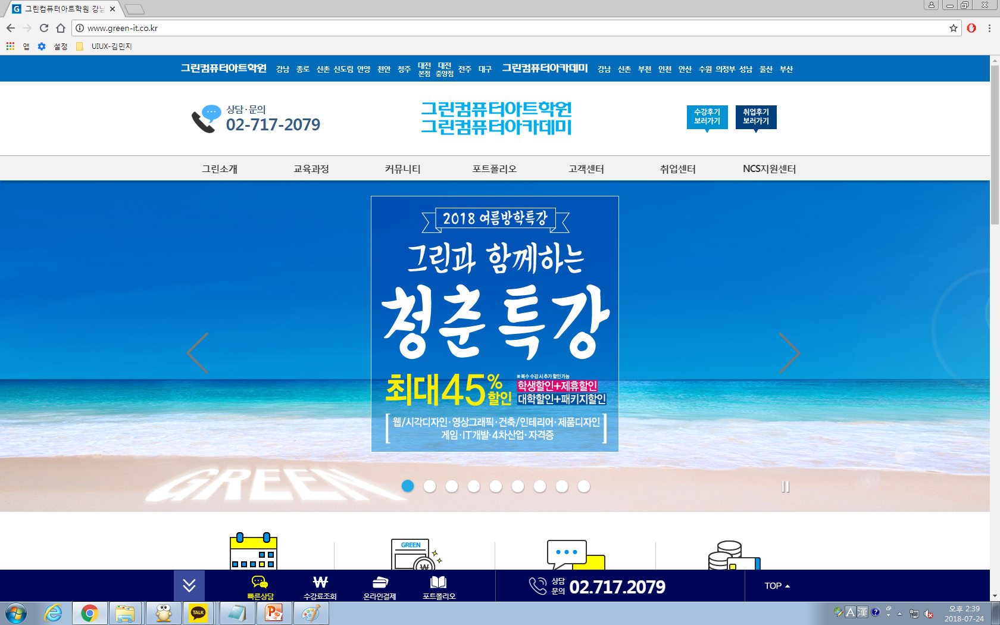 그린컴퓨터아트학원 강남
www.green-it.co.kr
앱 설정 UIUX-김민지
그린컴퓨터아트학원 강남 종로 신촌 신도림 안양 천안 청주 대전 본점 대전 중앙점 전주 대구 그린컴퓨터아카데미 강남 신촌 부천 인천 안산 수원 의정부 성남 울산 부산
상담·문의
02-717-2079
그린컴퓨터아트학원
그린컴퓨터아카데미
수강후기
보러가기
취업후기
보러가기
그린소개 교육과정 커뮤니티 포트폴리오 고객센터 취업센터 NCS지원센터
2018 여름방학특강
그린과 함께하는
청춘특강
최대45%할인
※복수 수강시 추가 할인 가능
학생할인+제휴할인
대학할인+패키지할인
[웹/시각디자인·영상그래픽·건축/인테리어·제품디자인
게임·IT개발·4차산업·자격증]
GREEN
GREEN
₩
빠른상담 ₩ 수강료조회 온라인결제 포트폴리오
상담
문의
02.717.2079
TOP
TALK
A 漢 ?
오후 2:39
2018-07-24